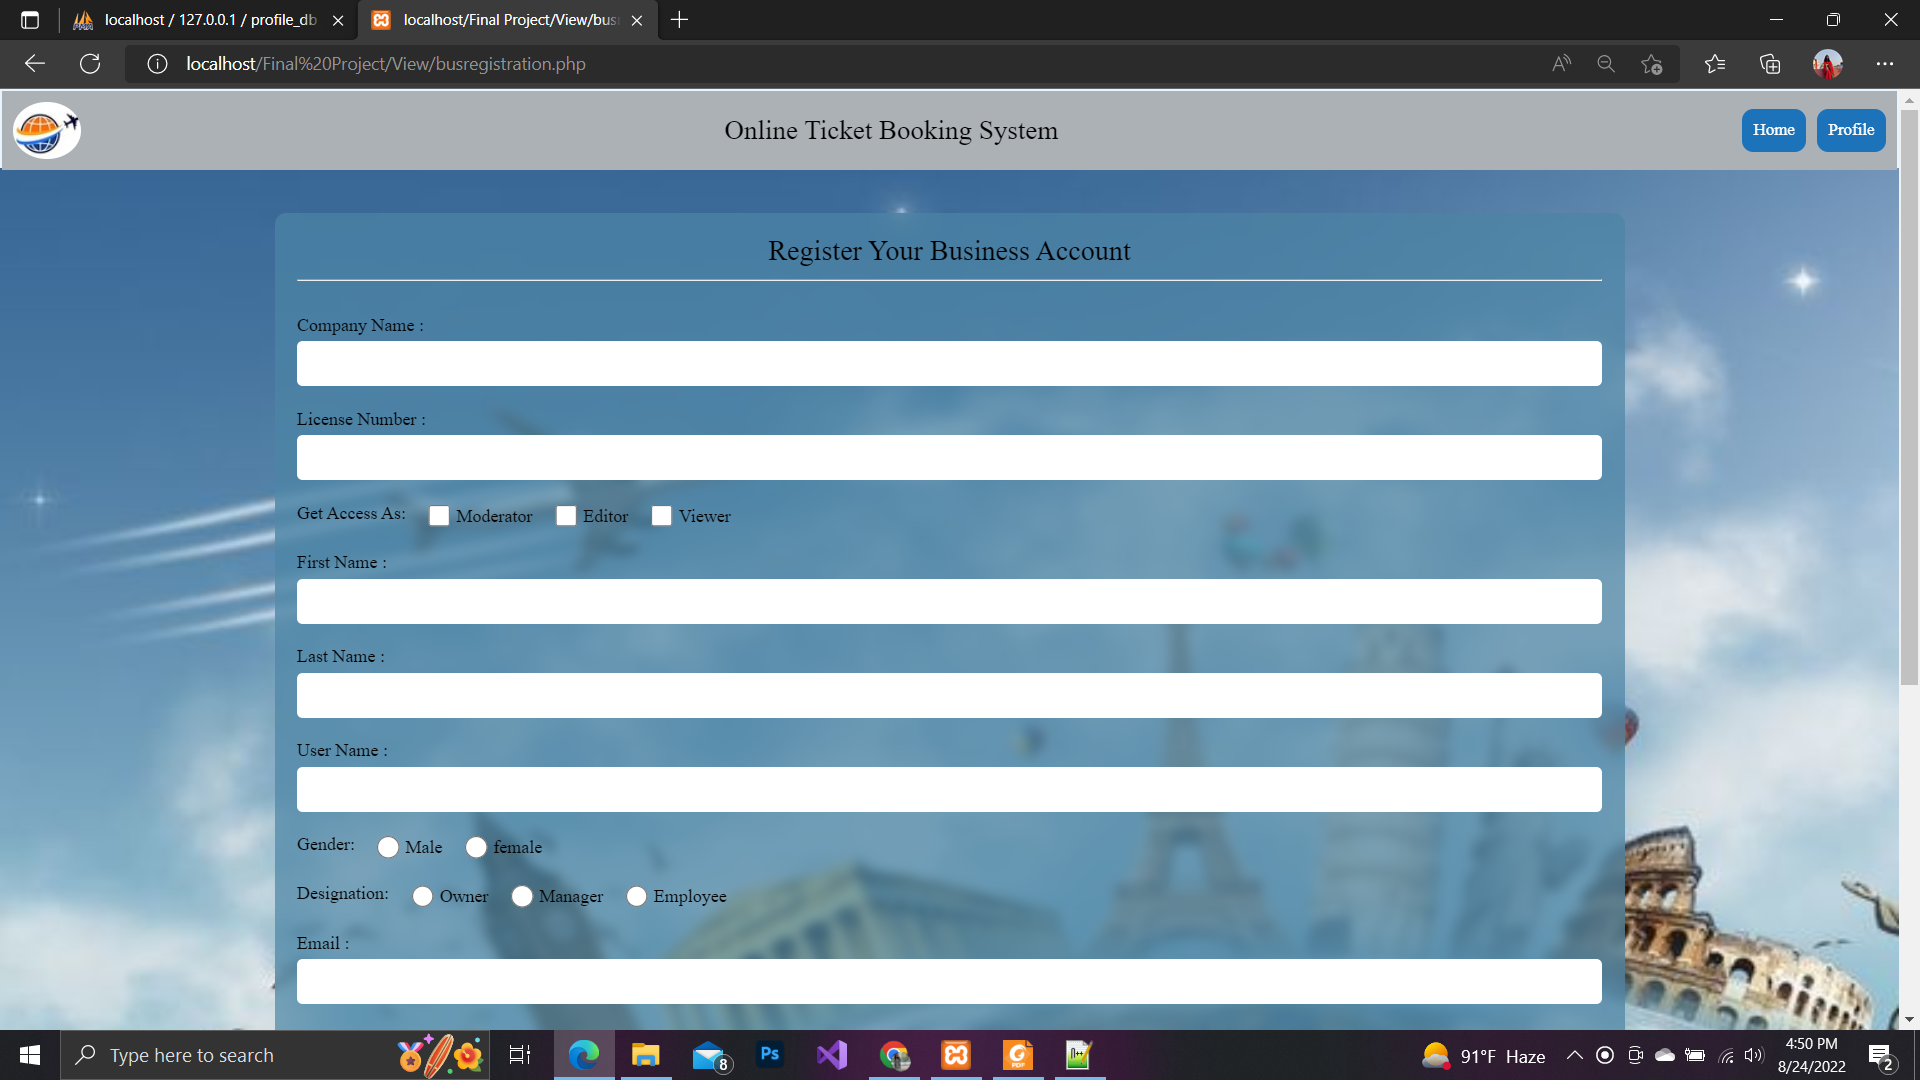 localhost / 127.0.0.1 / profile_db
localhost/Final Project/View/bus
localhost/Final%20Project/View/busregistration.php
Online Ticket Booking System
Home
Profile
Register Your Business Account
Company Name :
License Number :
Get Access As: Moderator Editor Viewer
First Name :
Last Name :
User Name :
Gender: Male female
Designation: Owner Manager Employee
Email :
Type here to search
8
Ps
91°F Haze
4:50 PM
8/24/2022
2